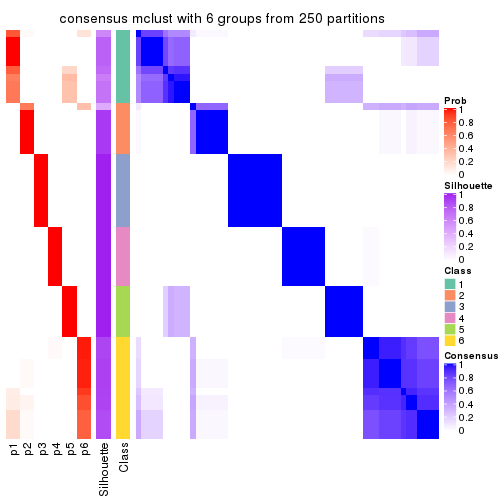 consensus mclust with 6 groups from 250 partitions
Prob
1
0.8
0.6
0.4
0.2
0
Silhouette
1
0.8
0.6
0.4
0.2
0
Class
1
2
3
4
5
6
Consensus
1
0.8
0.6
0.4
0.2
0
p1
p2
p3
p4
p5
p6
Silhouette
Class